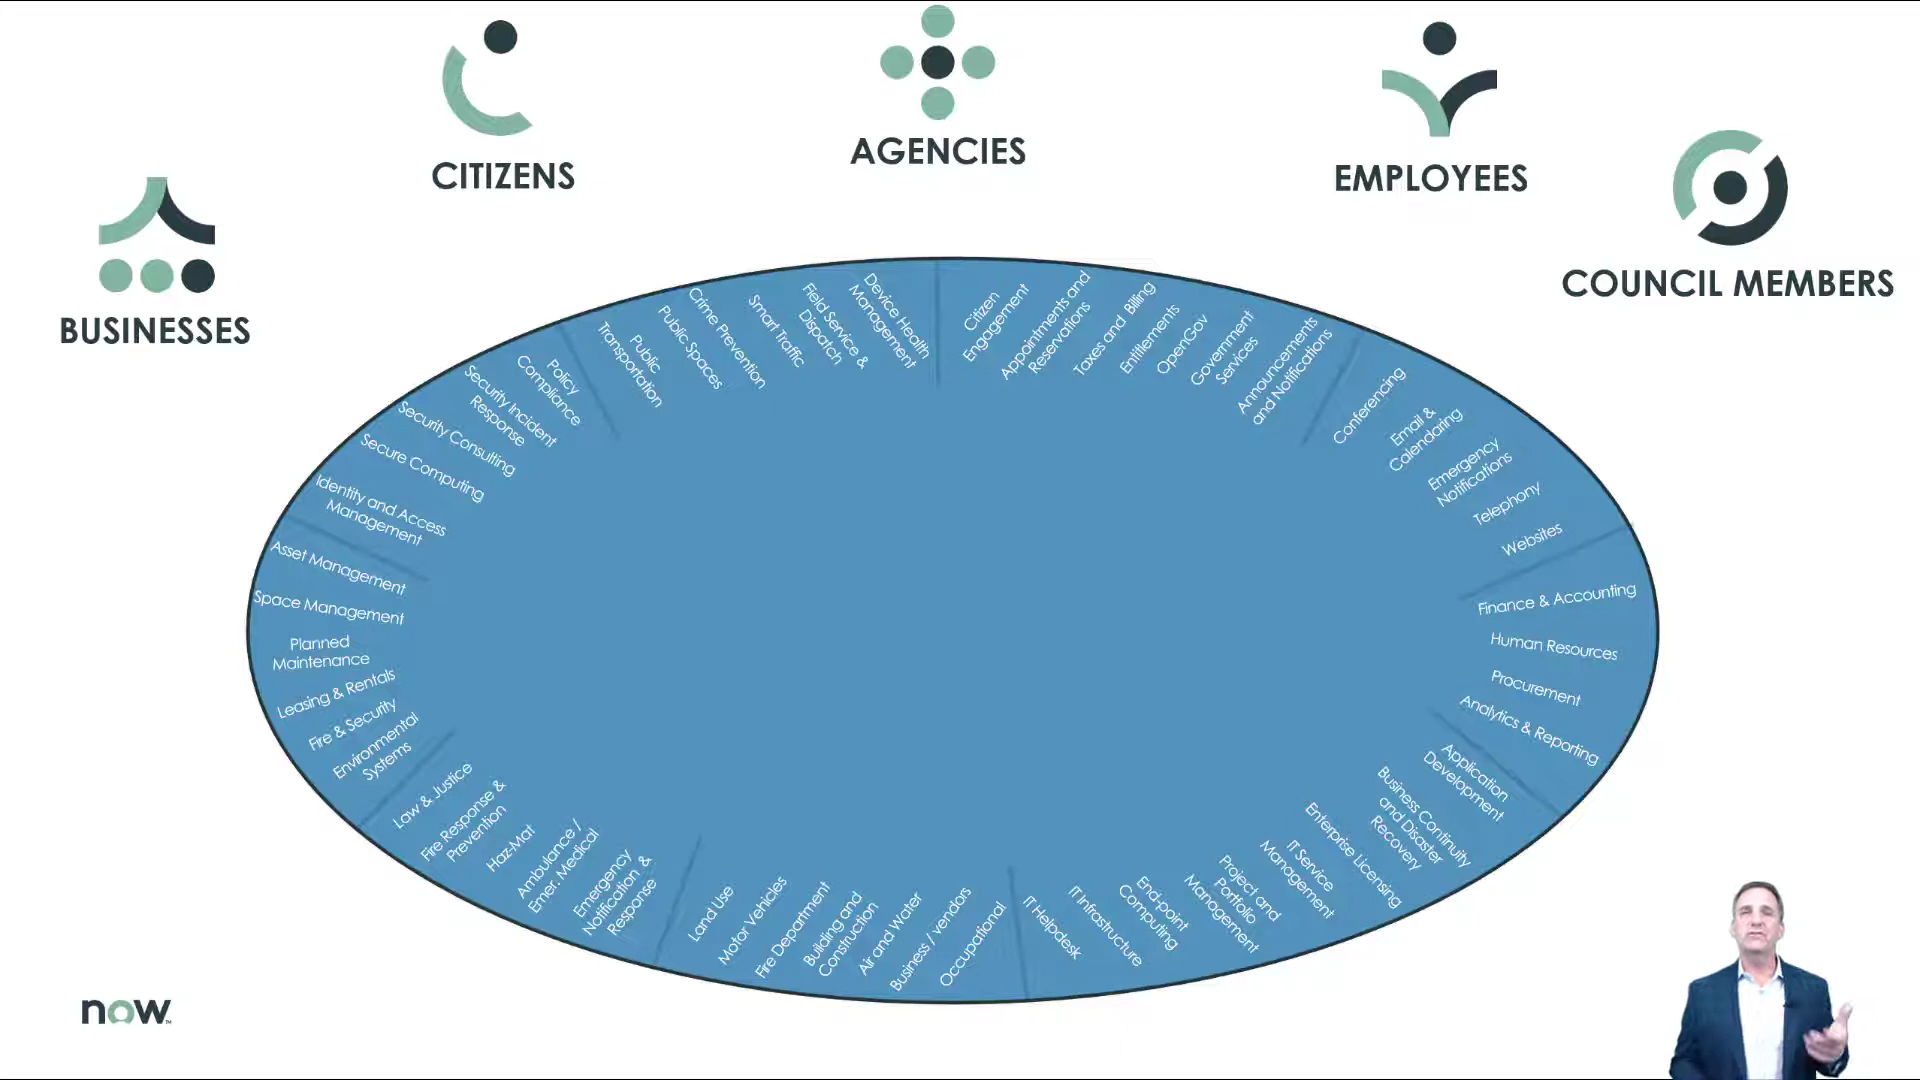 CITIZENS
AGENCIES
EMPLOYEES
COUNCIL MEMBERS
BUSINESSES
Citizen
Engagement
Appointments and
Reservations
Taxes and Billing
Entitlements
OpenGov
Government
Services
Announcements
and Notifications
Conferencing
Email &
Calendaring
Emergency
Notifications
Telephony
Websites
Finance & Accounting
Human Resources
Procurement
Analytics & Reporting
Application
Development
Business Continuity
and Disaster
Recovery
Enterprise Licensing
IT Service
Management
Project and
Portfolio
Management
End-point
Computing
IT Infrastructure
IT Helpdesk
Occupational
Business / vendors
Air and Water
Building and
Construction
Fire Department
Motor Vehicles
Land Use
Emergency
Notification &
Response
Ambulance /
Emer. Medical
Haz-Mat
Fire Response &
Prevention
Law & Justice
Environmental
Systems
Fire & Security
Leasing & Rentals
Planned
Maintenance
Space Management
Asset Management
Identity and Access
Management
Secure Computing
Security Consulting
Security Incident
Response
Policy
Compliance
Public
Transportation
Public Spaces
Crime Prevention
Smart Traffic
Field Service &
Dispatch
Device Health
Management
now